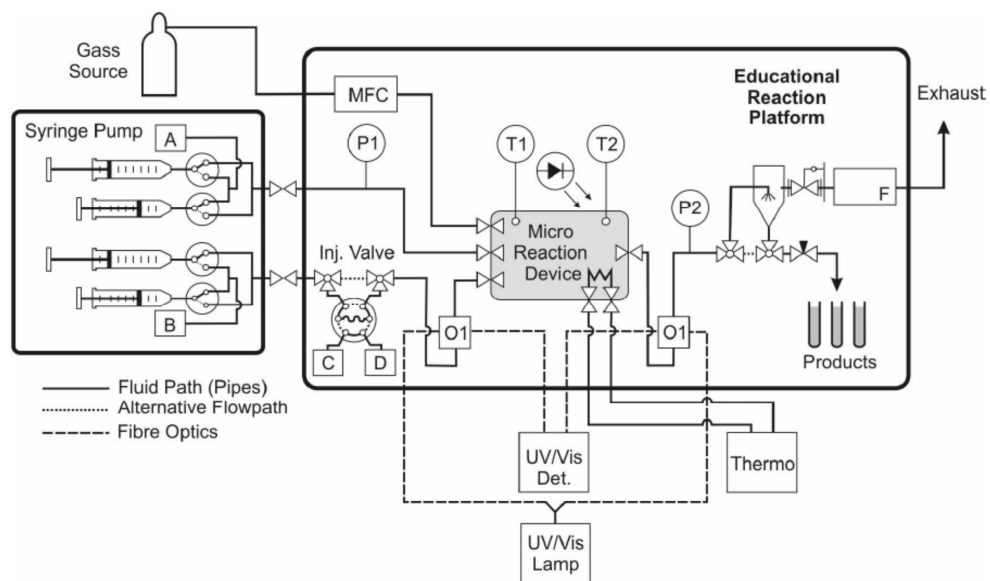 Gass
Source
MFC
Educational
Reaction
Platform
Exhaust
Syringe Pump
A
P1
T1
T2
P2
F
Micro
Reaction
Device
Inj. Valve
B
C
D
O1
O1
Products
Fluid Path (Pipes)
Alternative Flowpath
Fibre Optics
UV/Vis
Det.
Thermo
UV/Vis
Lamp